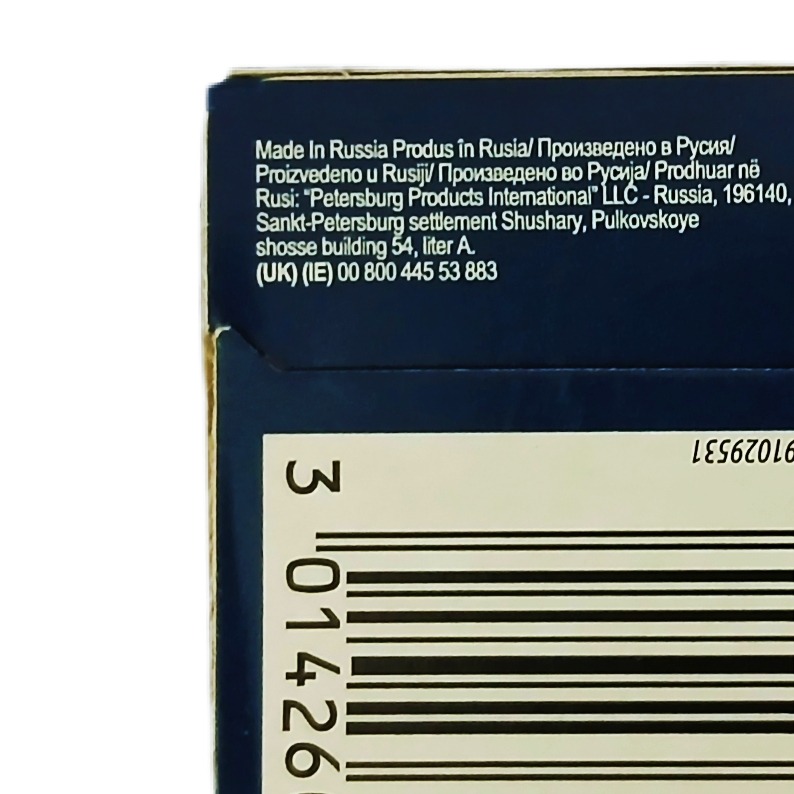 Made In Russia Produs în Rusia/ Произведено в Русия/
Proizvedeno u Rusiji/ Произведено во Русија/ Prodhuar në
Rusi: "Petersburg Products International" LLC - Russia, 196140,
Sankt-Petersburg settlement Shushary, Pulkovskoye
shosse building 54, liter A.
(UK) (IE) 00 800 445 53 883
91029531
3 01426